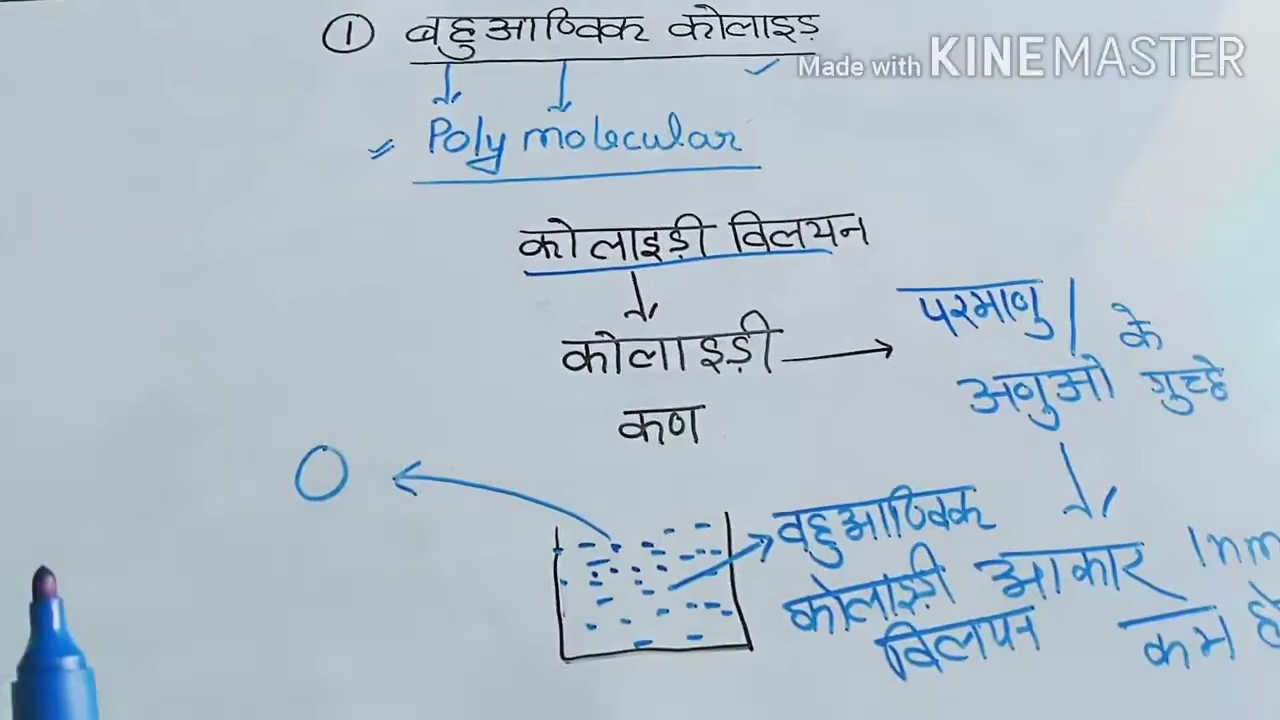 ① बहुआण्विक कोलाइड़
Made with KINEMASTER
Poly molecular
कोलाइड़ी विलयन
कोलाइड़ी
कण
परमाणु / के
अणुओ गुच्छे
बहुआण्विक
कोलाइड़ी
विलयन
आकार 1nm
कम हो